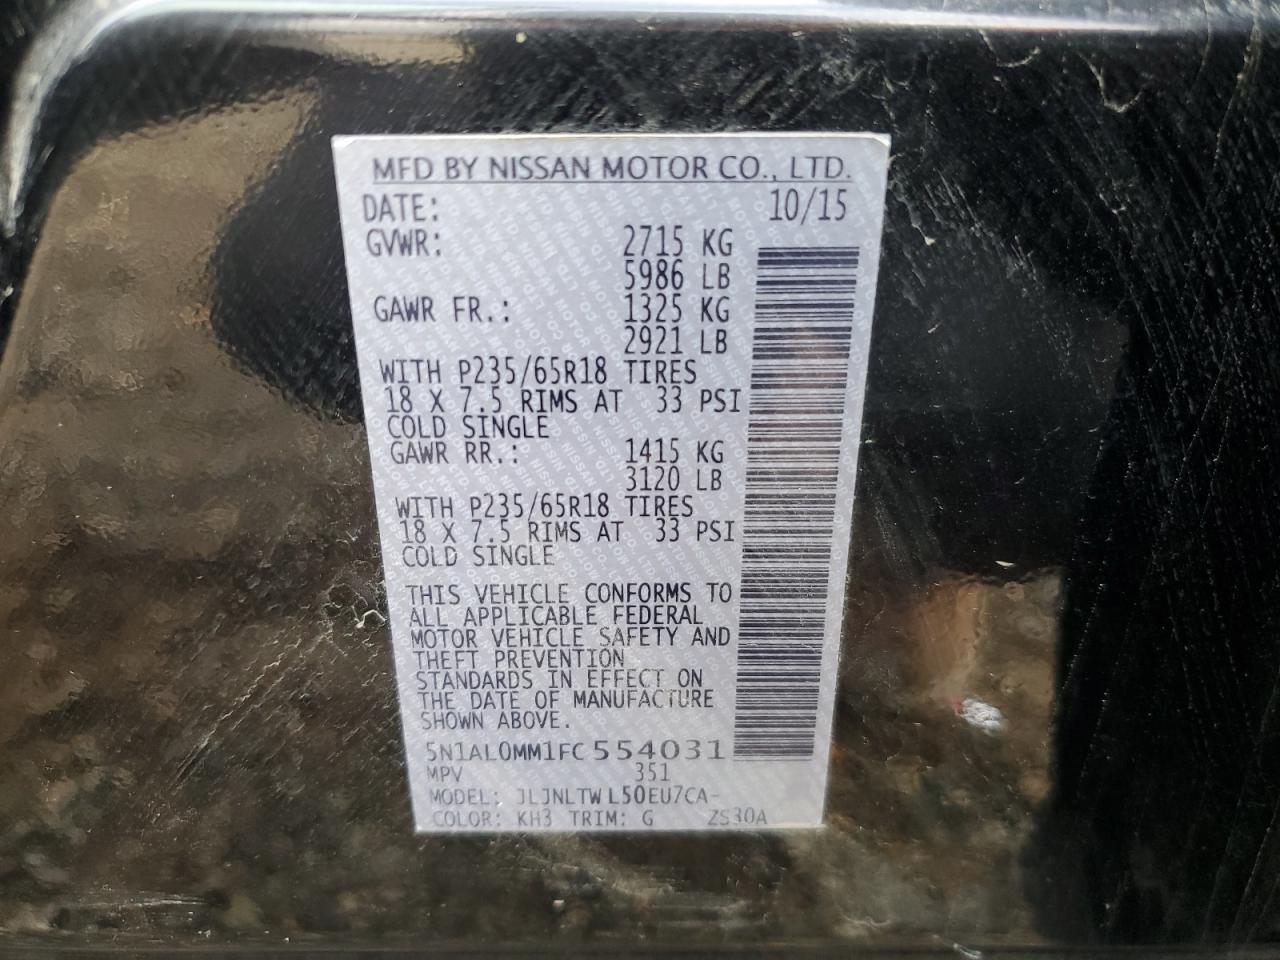 MFD BY NISSAN MOTOR CO., LTD.
DATE: 10/15
GVWR: 2715 KG
5986 LB
GAWR FR.: 1325 KG
2921 LB
WITH P235/65R18 TIRES
18 X 7.5 RIMS AT 33 PSI
COLD SINGLE
GAWR RR.: 1415 KG
3120 LB
WITH P235/65R18 TIRES
18 X 7.5 RIMS AT 33 PSI
COLD SINGLE
THIS VEHICLE CONFORMS TO
ALL APPLICABLE FEDERAL
MOTOR VEHICLE SAFETY AND
THEFT PREVENTION
STANDARDS IN EFFECT ON
THE DATE OF MANUFACTURE
SHOWN ABOVE.
5N1AL0MM1FC554031
MPV 351
MODEL: JLJNLTWL50EU7CA-
COLOR: KH3 TRIM: G ZS30A